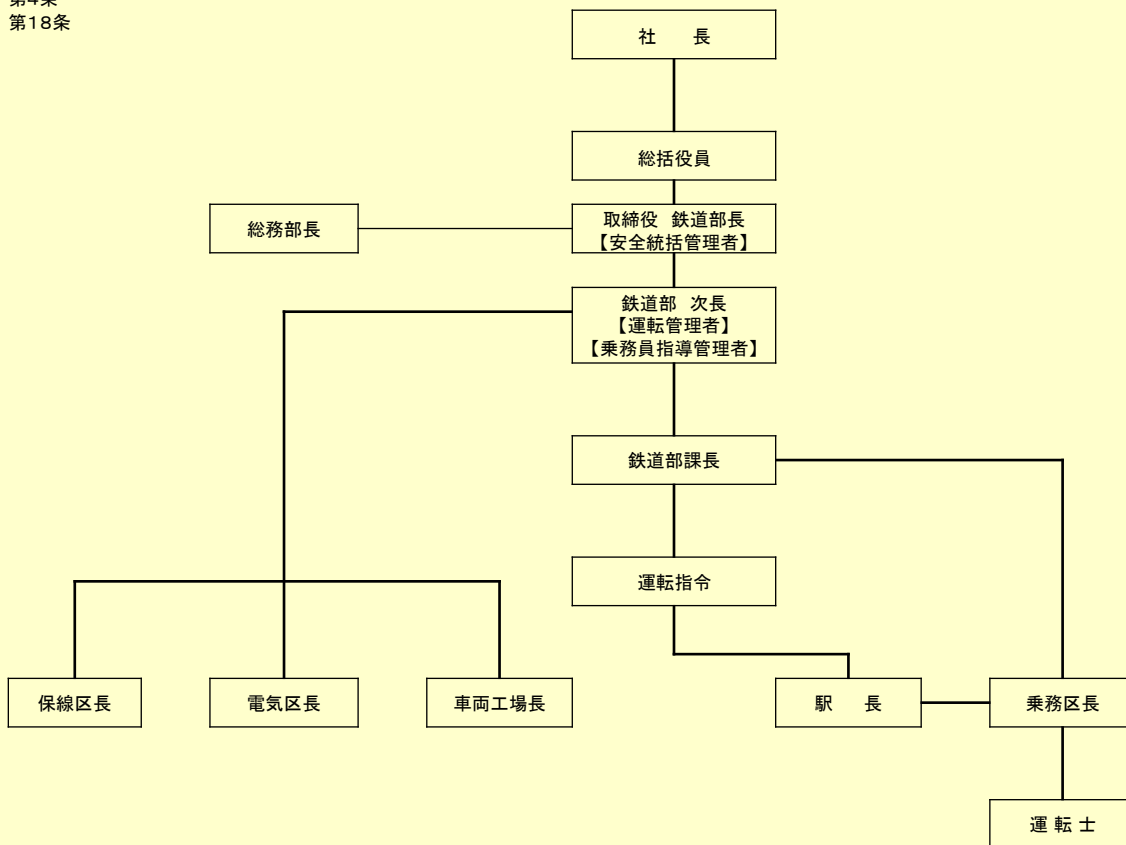 第4条
第18条
社　長
総括役員
総務部長
取締役 鉄道部長
【安全統括管理者】
鉄道部 次長
【運転管理者】
【乗務員指導管理者】
鉄道部課長
運転指令
保線区長
電気区長
車両工場長
駅　長
乗務区長
運 転 士